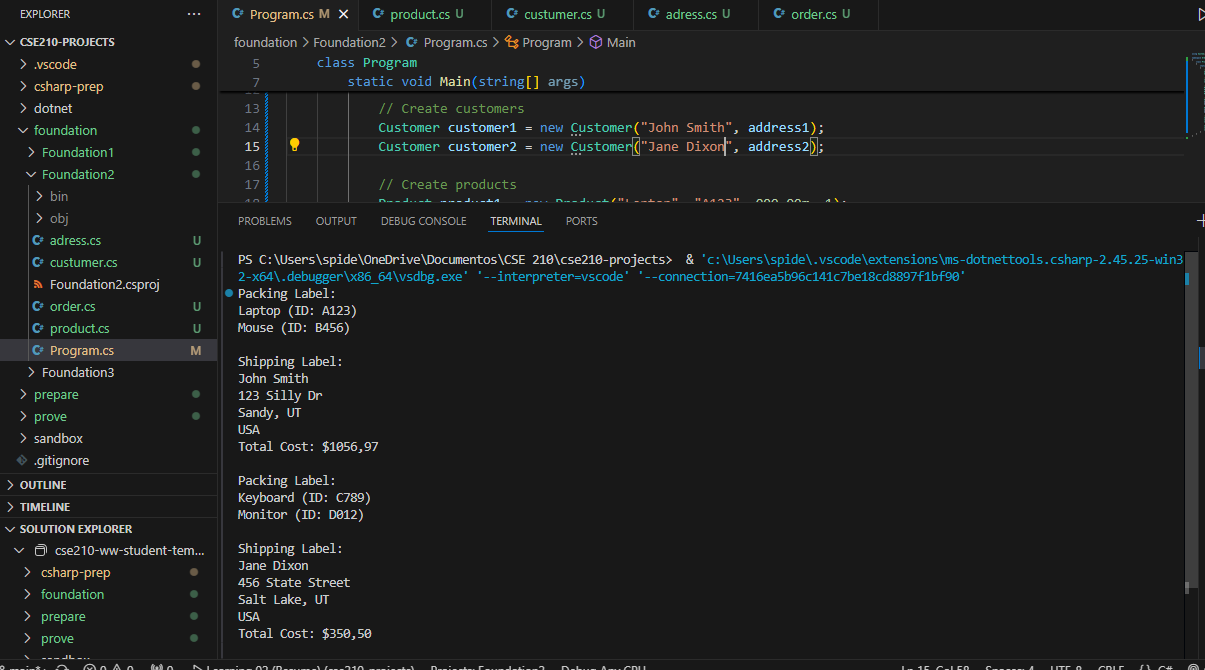 EXPLORER ...
CSE210-PROJECTS
.vscode
csharp-prep
dotnet
foundation
Foundation1
Foundation2
bin
obj
adress.cs U
custumer.cs U
Foundation2.csproj
order.cs U
product.cs U
Program.cs M
Foundation3
prepare
prove
sandbox
.gitignore
OUTLINE
TIMELINE
SOLUTION EXPLORER
cse210-ww-student-tem...
csharp-prep
foundation
prepare
prove
Program.cs M product.cs U custumer.cs U adress.cs U order.cs U
foundation > Foundation2 > Program.cs > Program > Main
5 class Program
7 static void Main(string[] args)
13 // Create customers
14 Customer customer1 = new Customer("John Smith", address1);
15 Customer customer2 = new Customer("Jane Dixon", address2);
16
17 // Create products
PROBLEMS OUTPUT DEBUG CONSOLE TERMINAL PORTS
PS C:\Users\spide\OneDrive\Documentos\CSE 210\cse210-projects> & 'c:\Users\spide\.vscode\extensions\ms-dotnettools.csharp-2.45.25-win3
2-x64\.debugger\x86_64\vsdbg.exe' '--interpreter=vscode' '--connection=7416ea5b96c141c7be18cd8897f1bf90'
Packing Label:
Laptop (ID: A123)
Mouse (ID: B456)
Shipping Label:
John Smith
123 Silly Dr
Sandy, UT
USA
Total Cost: $1056,97
Packing Label:
Keyboard (ID: C789)
Monitor (ID: D012)
Shipping Label:
Jane Dixon
456 State Street
Salt Lake, UT
USA
Total Cost: $350,50